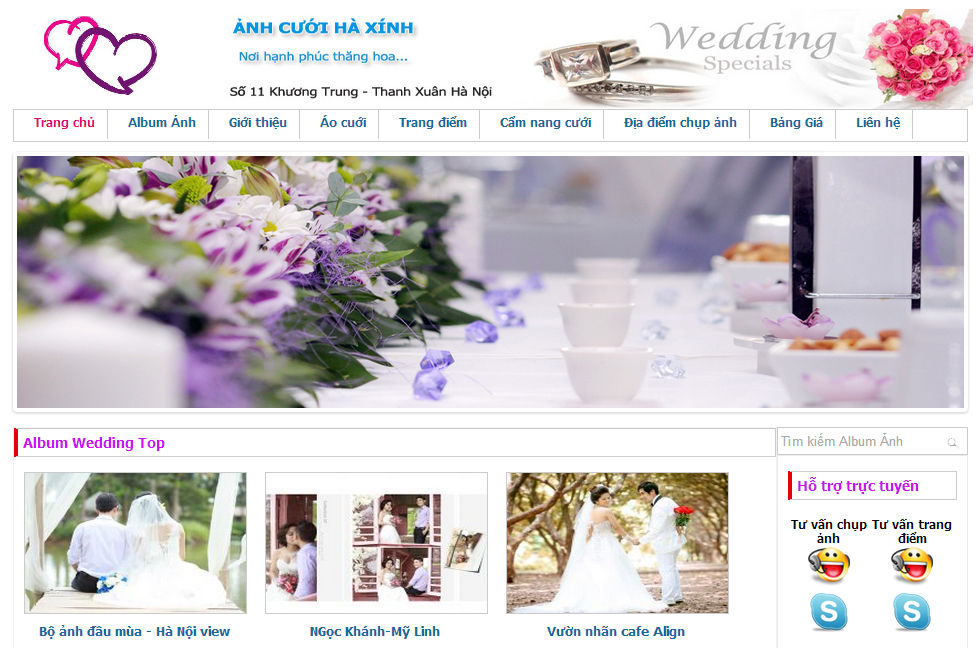 ẢNH CƯỚI HÀ XÍNH
Nơi hạnh phúc thăng hoa...
Số 11 Khương Trung - Thanh Xuân Hà Nội
Wedding
Specials
Trang chủ Album Ảnh Giới thiệu Áo cưới Trang điểm Cẩm nang cưới Địa điểm chụp ảnh Bảng Giá Liên hệ
Album Wedding Top
Tìm kiếm Album Ảnh
Hỗ trợ trực tuyến
Tư vấn chụp ảnh
Tư vấn trang điểm
Bộ ảnh đầu mùa - Hà Nội view
NGọc Khánh-Mỹ Linh
Vườn nhãn cafe Align